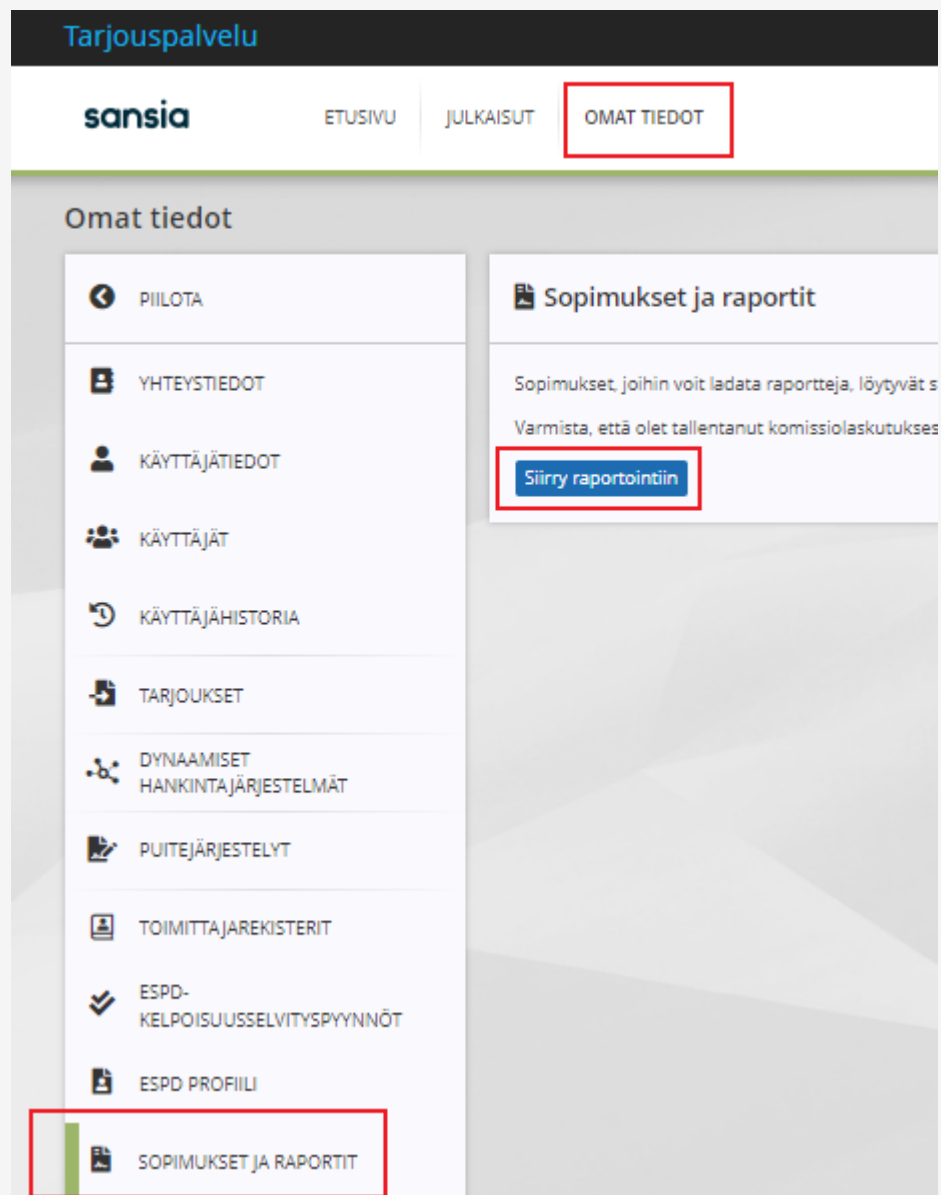 Tarjouspalvelu
sansia
ETUSIVU
JULKAISUT
OMAT TIEDOT
Omat tiedot
PIILOTA
YHTEYSTIEDOT
KÄYTTÄJÄTIEDOT
KÄYTTÄJÄT
KÄYTTÄJÄHISTORIA
TARJOUKSET
DYNAAMISET
HANKINTAJÄRJESTELMÄT
PUITEJÄRJESTELYT
TOIMITTAJAREKISTERIT
ESPD-
KELPOISUUSSELVITYSPYYNNÖT
ESPD PROFIILI
SOPIMUKSET JA RAPORTIT
Sopimukset ja raportit
Sopimukset, joihin voit ladata raportteja, löytyvät s
Varmista, että olet tallentanut komissiolaskutukses
Siirry raportointiin